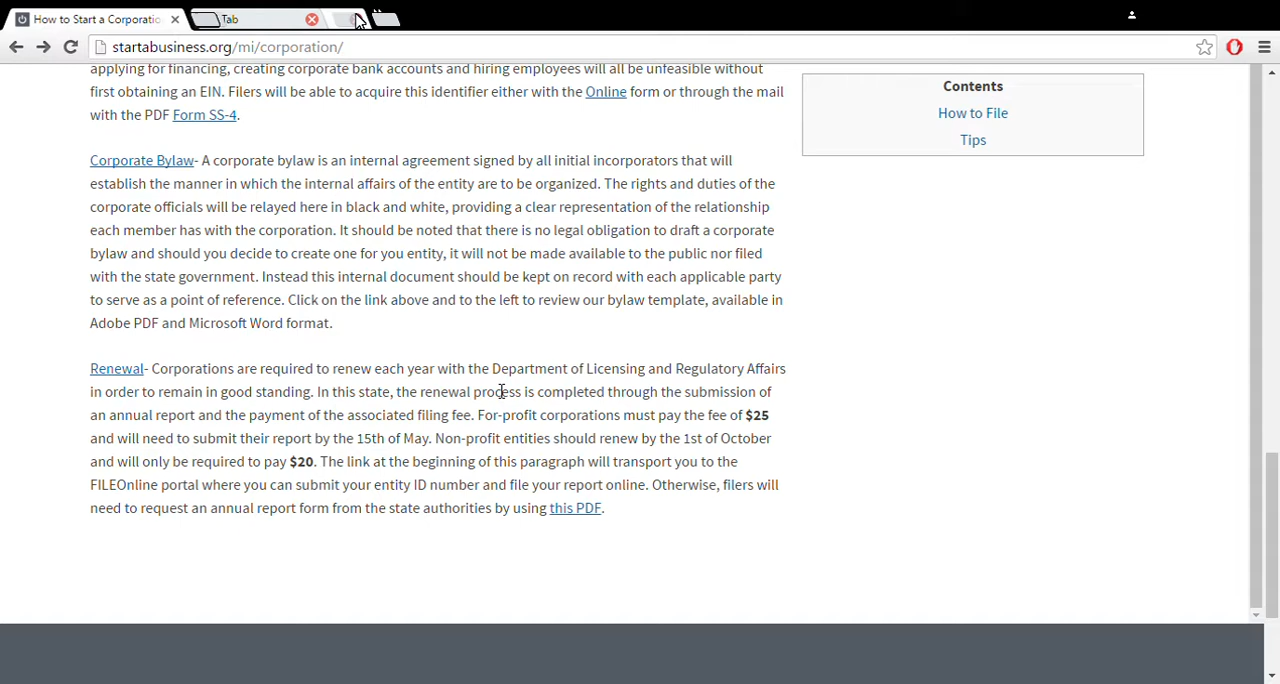 How to Start a Corporatio
Tab
startabusiness.org/mi/corporation/
applying for financing, creating corporate bank accounts and hiring employees will all be unfeasible without
first obtaining an EIN. Filers will be able to acquire this identifier either with the Online form or through the mail
with the PDF Form SS-4.
Contents
How to File
Tips
Corporate Bylaw- A corporate bylaw is an internal agreement signed by all initial incorporators that will
establish the manner in which the internal affairs of the entity are to be organized. The rights and duties of the
corporate officials will be relayed here in black and white, providing a clear representation of the relationship
each member has with the corporation. It should be noted that there is no legal obligation to draft a corporate
bylaw and should you decide to create one for you entity, it will not be made available to the public nor filed
with the state government. Instead this internal document should be kept on record with each applicable party
to serve as a point of reference. Click on the link above and to the left to review our bylaw template, available in
Adobe PDF and Microsoft Word format.
Renewal- Corporations are required to renew each year with the Department of Licensing and Regulatory Affairs
in order to remain in good standing. In this state, the renewal process is completed through the submission of
an annual report and the payment of the associated filing fee. For-profit corporations must pay the fee of $25
and will need to submit their report by the 15th of May. Non-profit entities should renew by the 1st of October
and will only be required to pay $20. The link at the beginning of this paragraph will transport you to the
FILEOnline portal where you can submit your entity ID number and file your report online. Otherwise, filers will
need to request an annual report form from the state authorities by using this PDF.